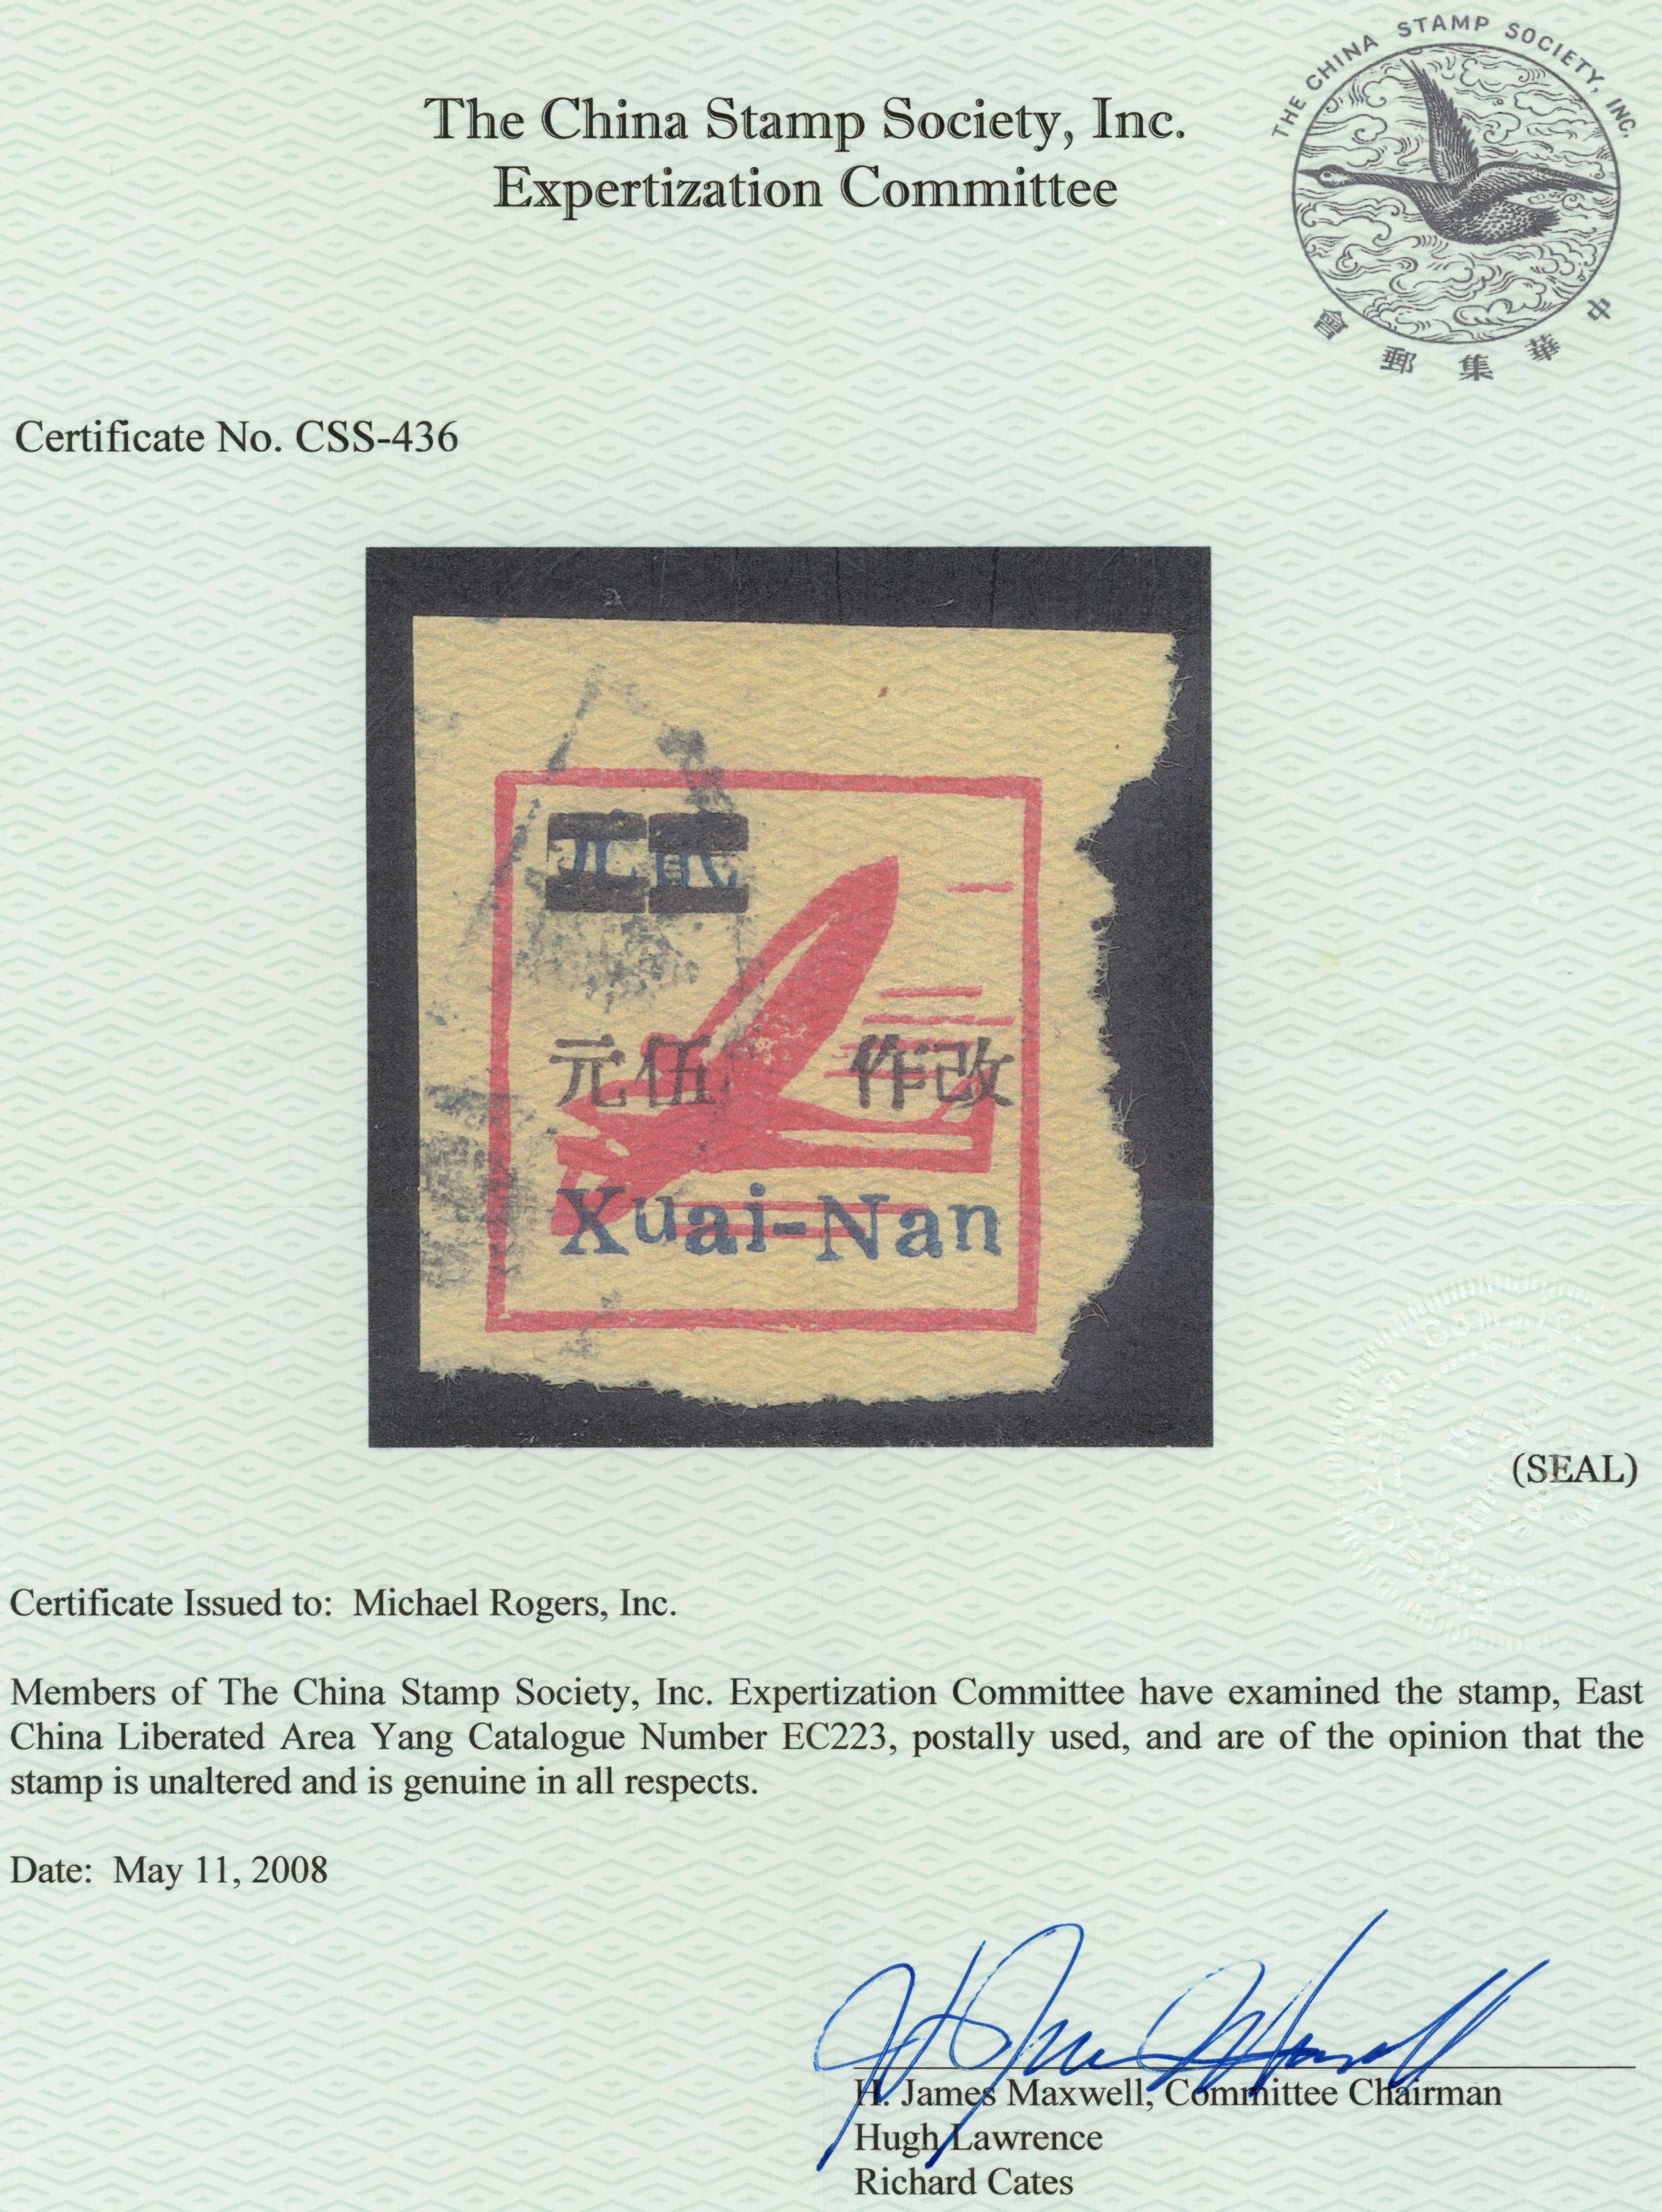 THE CHINA STAMP SOCIETY, INC.
中華集郵會
The China Stamp Society, Inc.
Expertization Committee
Certificate No. CSS-436
元貳
元伍 作改
Xuai-Nan
(SEAL)
Certificate Issued to: Michael Rogers, Inc.
Members of The China Stamp Society, Inc. Expertization Committee have examined the stamp, East
China Liberated Area Yang Catalogue Number EC223, postally used, and are of the opinion that the
stamp is unaltered and is genuine in all respects.
Date: May 11, 2008
H. James Maxwell, Committee Chairman
Hugh Lawrence
Richard Cates